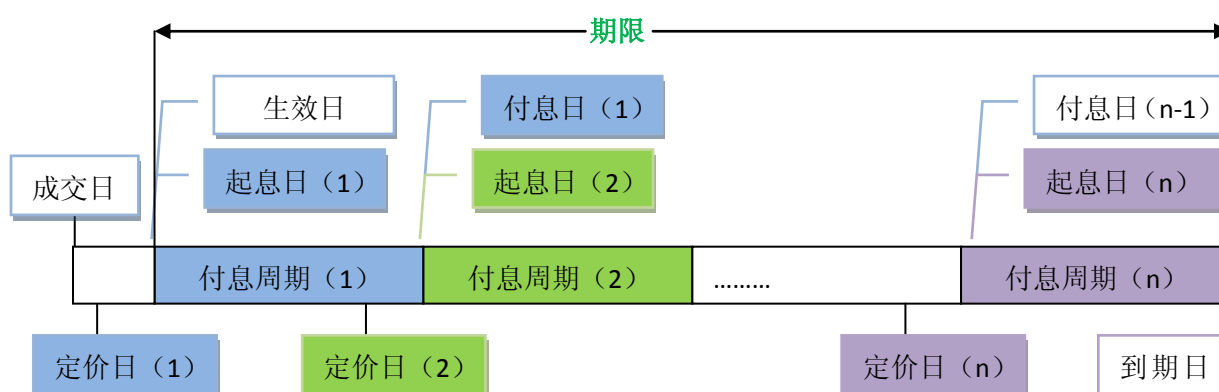 期限
生效日
付息日（1）
付息日（n-1）
成交日
起息日（1）
起息日（2）
起息日（n）
付息周期（1）
付息周期（2）
………
付息周期（n）
定价日（1）
定价日（2）
定价日（n）
到期日